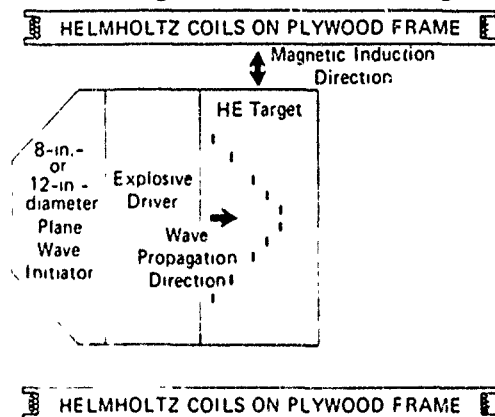 HELMHOLTZ COILS ON PLYWOOD FRAME
Magnetic Induction
Direction
HE Target
8-in.-
or
12-in-
diameter
Plane
Wave
Initiator
Explosive
Driver
Wave
Propagation
Direction
HELMHOLTZ COILS ON PLYWOOD FRAME